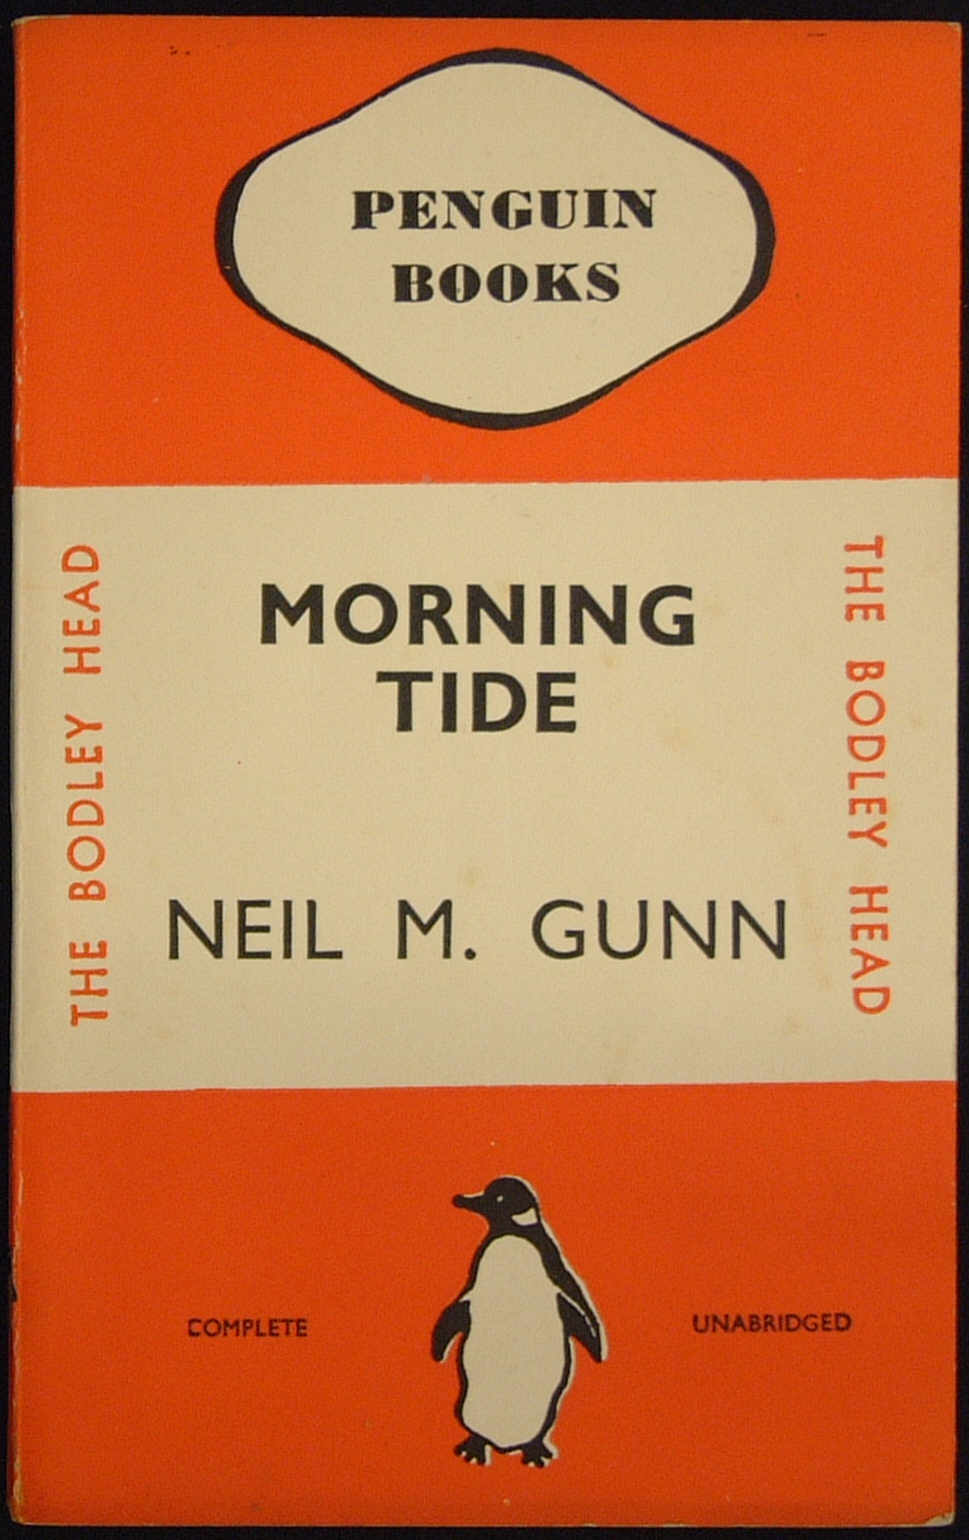 PENGUIN
BOOKS
THE BODLEY HEAD
MORNING
TIDE
NEIL M. GUNN
THE BODLEY HEAD
COMPLETE
UNABRIDGED